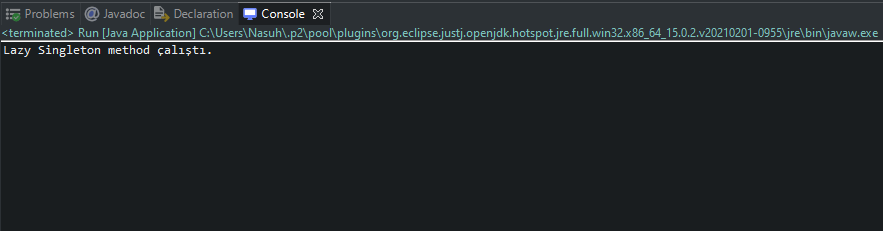 Problems @ Javadoc Declaration Console
<terminated> Run [Java Application] C:\Users\Nasuh\.p2\pool\plugins\org.eclipse.justj.openjdk.hotspot.jre.full.win32.x86_64_15.0.2.v20210201-0955\jre\bin\javaw.exe
Lazy Singleton method çalıştı.